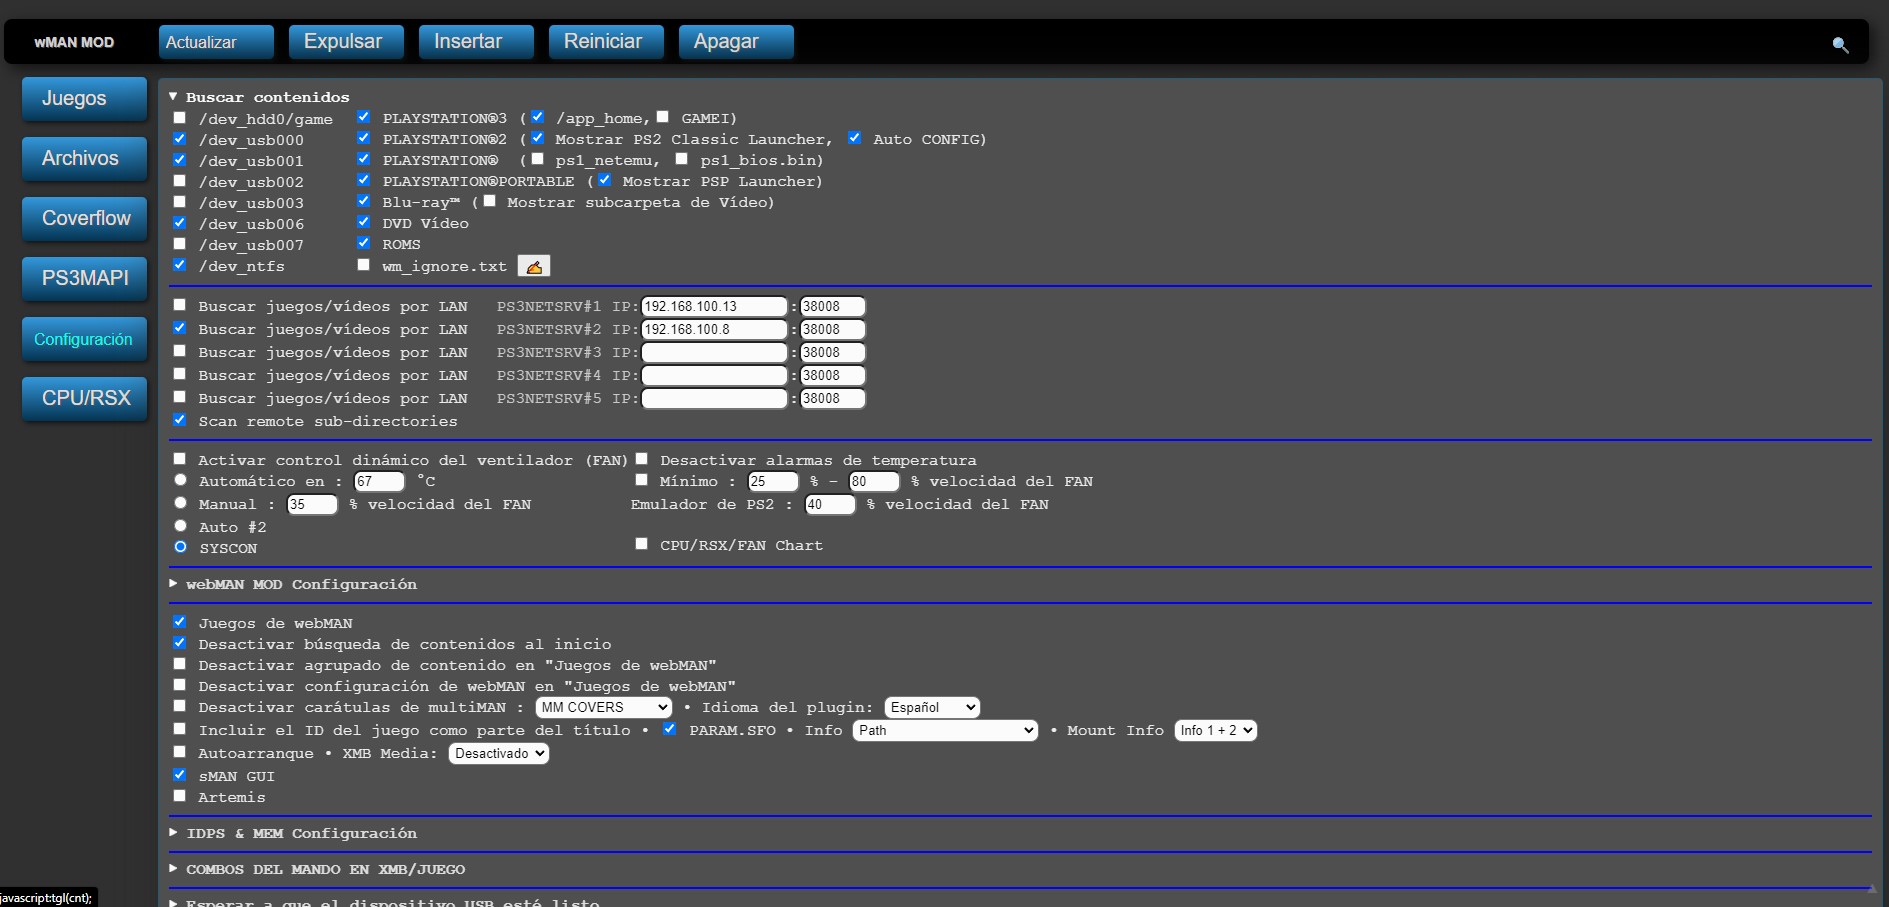 wMAN MOD Actualizar Expulsar Insertar Reiniciar Apagar
Juegos
Archivos
Coverflow
PS3MAPI
Configuración
CPU/RSX
▼ Buscar contenidos
/dev_hdd0/game PLAYSTATION®3 ( /app_home, GAMEI)
/dev_usb000 PLAYSTATION®2 ( Mostrar PS2 Classic Launcher, Auto CONFIG)
/dev_usb001 PLAYSTATION® ( ps1_netemu, ps1_bios.bin)
/dev_usb002 PLAYSTATION®PORTABLE ( Mostrar PSP Launcher)
/dev_usb003 Blu-ray™ ( Mostrar subcarpeta de Vídeo)
/dev_usb006 DVD Vídeo
/dev_usb007 ROMS
/dev_ntfs wm_ignore.txt
Buscar juegos/vídeos por LAN PS3NETSRV#1 IP: 192.168.100.13 : 38008
Buscar juegos/vídeos por LAN PS3NETSRV#2 IP: 192.168.100.8 : 38008
Buscar juegos/vídeos por LAN PS3NETSRV#3 IP: : 38008
Buscar juegos/vídeos por LAN PS3NETSRV#4 IP: : 38008
Buscar juegos/vídeos por LAN PS3NETSRV#5 IP: : 38008
Scan remote sub-directories
Activar control dinámico del ventilador (FAN) Desactivar alarmas de temperatura
Automático en : 67 °C Mínimo : 25 % - 80 % velocidad del FAN
Manual : 35 % velocidad del FAN Emulador de PS2 : 40 % velocidad del FAN
Auto #2
SYSCON CPU/RSX/FAN Chart
► webMAN MOD Configuración
Juegos de webMAN
Desactivar búsqueda de contenidos al inicio
Desactivar agrupado de contenido en "Juegos de webMAN"
Desactivar configuración de webMAN en "Juegos de webMAN"
Desactivar carátulas de multiMAN : MM COVERS • Idioma del plugin: Español
Incluir el ID del juego como parte del título • PARAM.SFO • Info Path • Mount Info Info 1 + 2
Autoarranque • XMB Media: Desactivado
sMAN GUI
Artemis
► IDPS & MEM Configuración
► COMBOS DEL MANDO EN XMB/JUEGO
► Esperar a que el dispositivo USB esté listo
javascript:tgl(cnt);